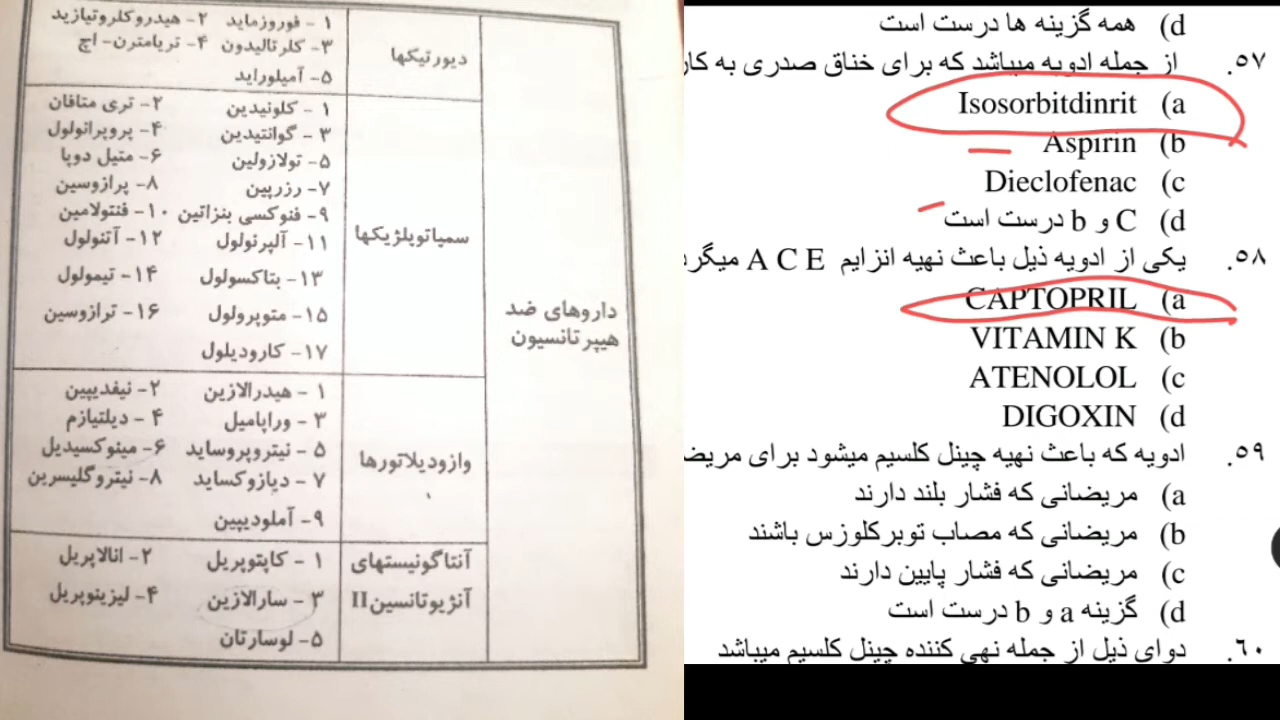 داروهای ضد
هیپرتانسیون
دیورتیکها
۱ - فوروزماید ۲- هیدروکلروتیازید
۳- کلرتالیدون ۴- تریامترن- اچ
۵- آمیلوراید
سمپاتوپلژیکها
۱ - کلونیدین ۲- تری متافان
۳ - گوانتیدین ۴- پروپرانولول
۵- تولازولین ۶- متیل دوپا
۷- رزرپین ۸- پرازوسین
۹- فنوکسی بنزاتین ۱۰- فنتولامین
۱۱- آلپرنولول ۱۲- آتنولول
۱۳- بتاکسولول ۱۴- تیمولول
۱۵- متوپرولول ۱۶- ترازوسین
۱۷- کارودیلول
وازودیلاتورها
۱ - هیدرالازین ۲- نیفدیپین
۳ - وراپامیل ۴ - دیلتیازم
۵ - نیتروپروساید ۶- مینوکسیدیل
۷ - دیازوکساید ۸- نیتروگلیسرین
۹- آملودیپین
آنتاگونیستهای
آنژیوتانسین II
۱ - کاپتوپریل ۲- انالاپریل
۳ - سارالازین ۴- لیزینوپریل
۵- لوسارتان
d) همه گزینه ها درست است
۵۷. از جمله ادویه میباشد که برای خناق صدری به کار
a) Isosorbitdinrit
b) Aspirin
c) Dieclofenac
d) C و b درست است
۵۸. یکی از ادویه ذیل باعث نهیه انزایم A C E میگرد
a) CAPTOPRIL
b) VITAMIN K
c) ATENOLOL
d) DIGOXIN
۵۹. ادویه که باعث نهیه چینل کلسیم میشود برای مریض
a) مریضانی که فشار بلند دارند
b) مریضانی که مصاب توبرکلوزس باشند
c) مریضانی که فشار پایین دارند
d) گزینه a و b درست است
۶۰. دوای ذیل از جمله نهی کننده چینل کلسیم میباشد